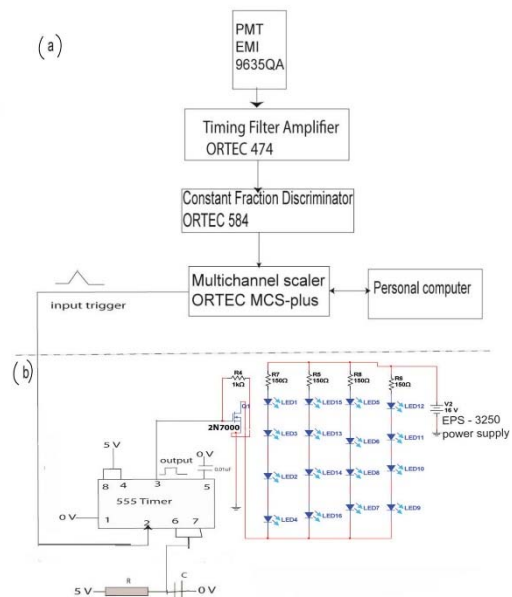 (a)
PMT
EMI
9635QA
Timing Filter Amplifier
ORTEC 474
Constant Fraction Discriminator
ORTEC 584
Multichannel scaler
ORTEC MCS-plus
Personal computer
input trigger
(b)
R4
1kΩ
Q1
2N7000
R7
150Ω
R5
150Ω
R8
150Ω
R6
150Ω
LED1
LED15
LED5
LED12
V2
16 V
EPS - 3250
power supply
LED3
LED13
LED6
LED11
LED2
LED14
LED8
LED10
LED4
LED16
LED7
LED9
5 V
output
0 V
0.01uf
8 4 3 5
555 Timer
0 V
1 2 6 7
R
C
5 V
0 V